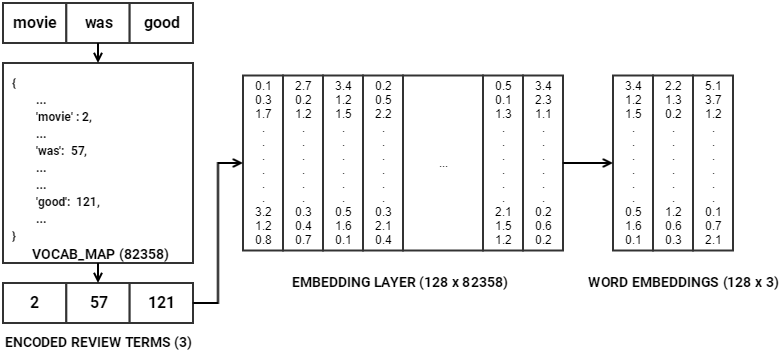 movie was good
{
...
'movie' : 2,
...
'was': 57,
...
...
'good': 121,
...
}
VOCAB_MAP (82358)
2 57 121
ENCODED REVIEW TERMS (3)
0.1 2.7 3.4 0.2 0.5 3.4
0.3 0.2 1.2 0.5 0.1 2.3
1.7 1.2 1.5 2.2 1.3 1.1
. . . . . .
. . . . . .
. . . . ... . .
. . . . . .
. . . . . .
. . . . . .
3.2 0.3 0.5 0.3 2.1 0.2
1.2 0.4 1.6 2.1 1.5 0.6
0.8 0.7 0.1 0.4 1.2 0.2
EMBEDDING LAYER (128 x 82358)
3.4 2.2 5.1
1.2 1.3 3.7
1.5 0.2 1.2
. . .
. . .
. . .
. . .
. . .
. . .
0.5 1.2 0.1
1.6 0.6 0.7
0.1 0.3 2.1
WORD EMBEDDINGS (128 x 3)